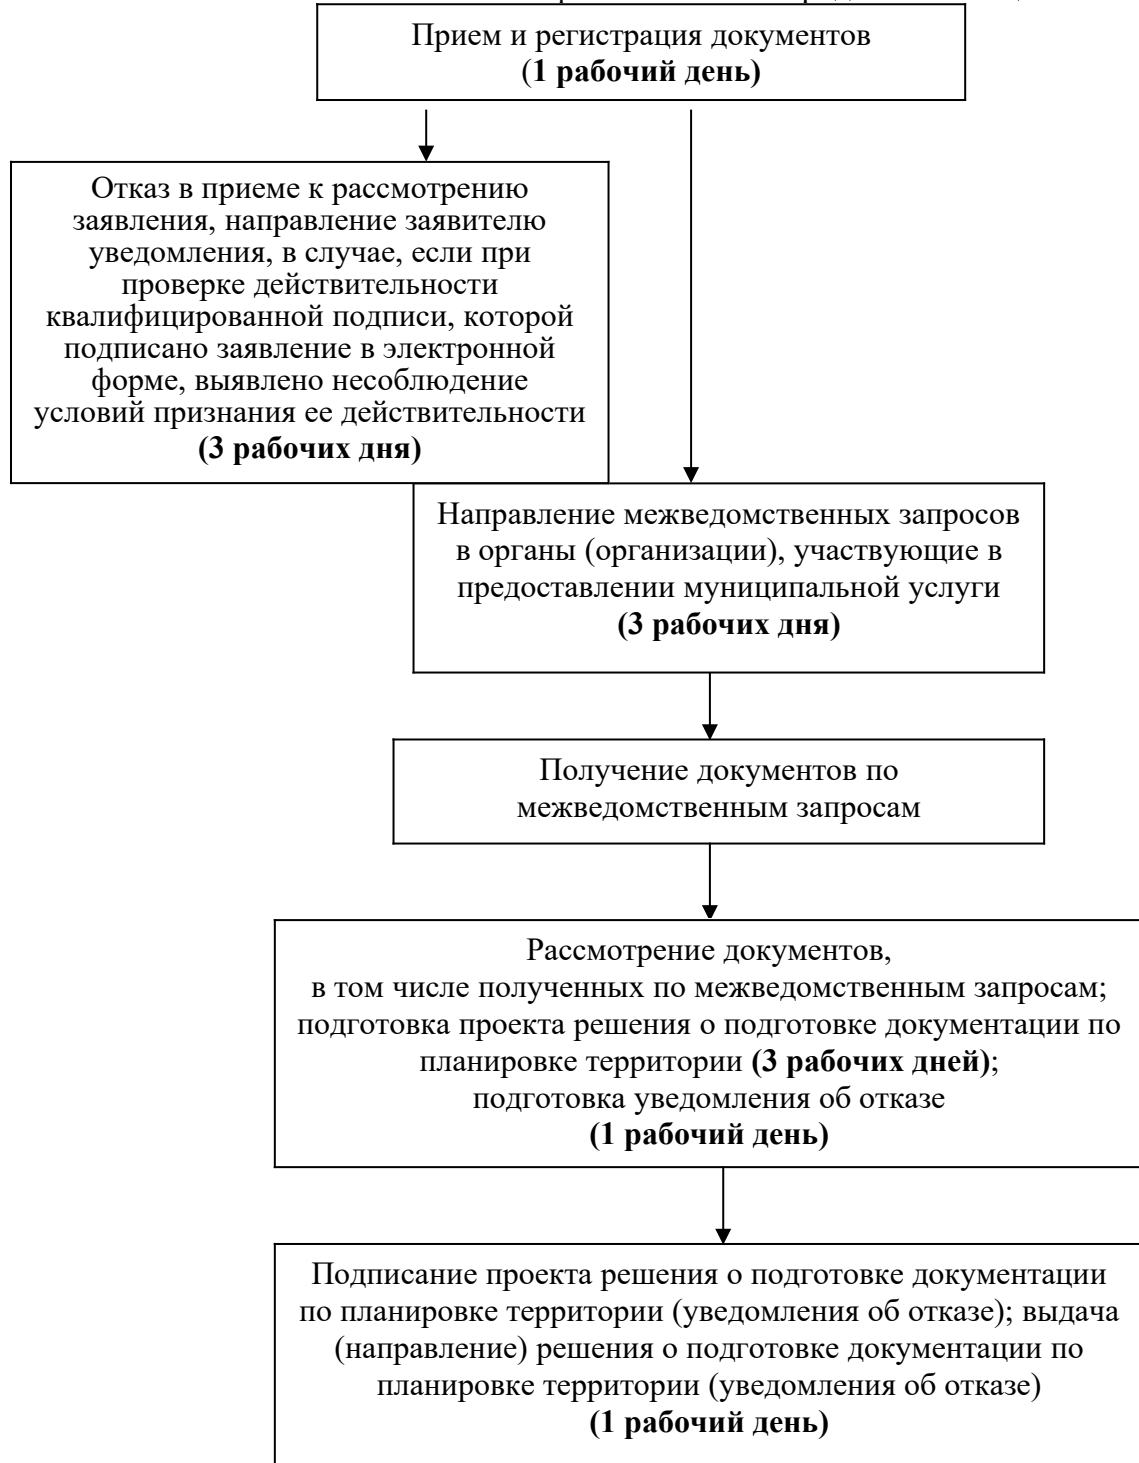 Прием и регистрация документов
(1 рабочий день)
Отказ в приеме к рассмотрению
заявления, направление заявителю
уведомления, в случае, если при
проверке действительности
квалифицированной подписи, которой
подписано заявление в электронной
форме, выявлено несоблюдение
условий признания ее действительности
(3 рабочих дня)
Направление межведомственных запросов
в органы (организации), участвующие в
предоставлении муниципальной услуги
(3 рабочих дня)
Получение документов по
межведомственным запросам
Рассмотрение документов,
в том числе полученных по межведомственным запросам;
подготовка проекта решения о подготовке документации по
планировке территории (3 рабочих дней);
подготовка уведомления об отказе
(1 рабочий день)
Подписание проекта решения о подготовке документации
по планировке территории (уведомления об отказе); выдача
(направление) решения о подготовке документации по
планировке территории (уведомления об отказе)
(1 рабочий день)